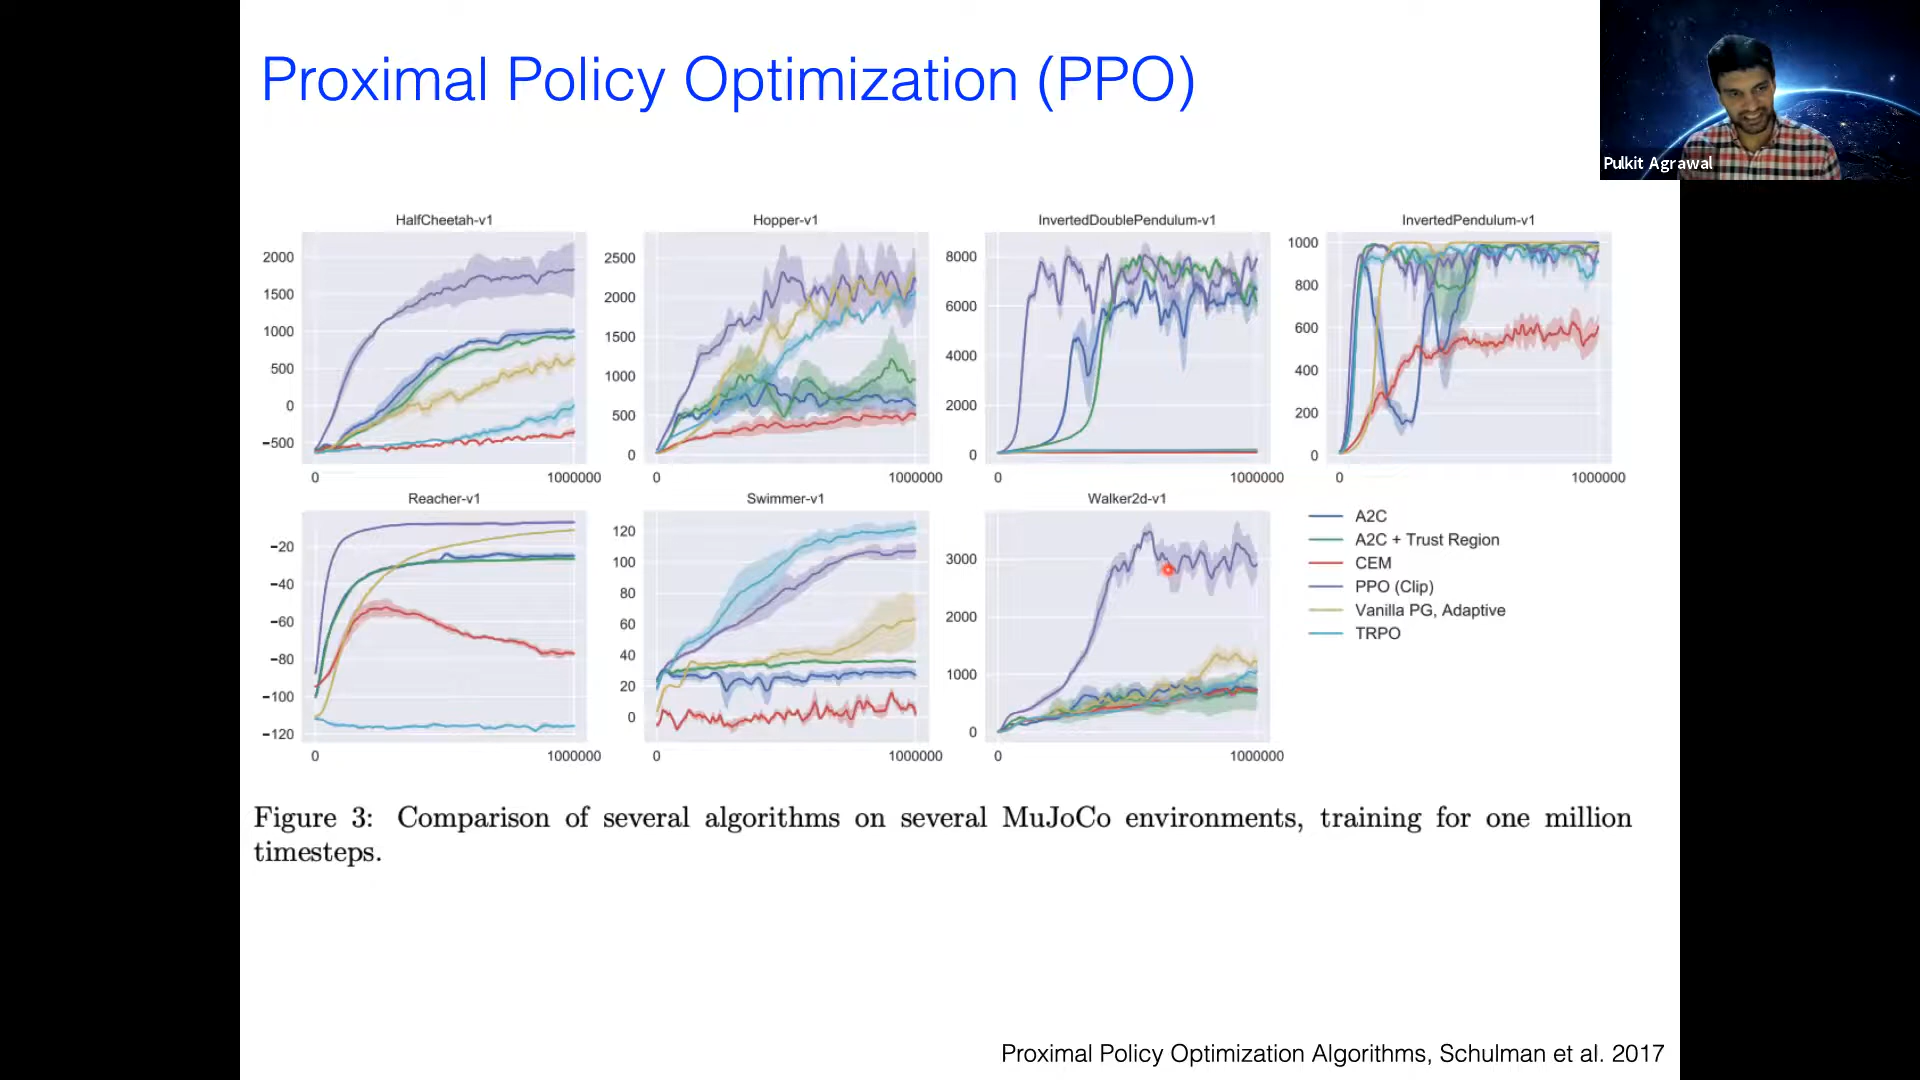 Proximal Policy Optimization (PPO)
Pulkit Agrawal
HalfCheetah-v1
2000
1500
1000
500
0
−500
0 1000000
Hopper-v1
2500
2000
1500
1000
500
0
0 1000000
InvertedDoublePendulum-v1
8000
6000
4000
2000
0
0 1000000
InvertedPendulum-v1
1000
800
600
400
200
0
0 1000000
Reacher-v1
−20
−40
−60
−80
−100
−120
0 1000000
Swimmer-v1
120
100
80
60
40
20
0
0 1000000
Walker2d-v1
3000
2000
1000
0
0 1000000
A2C
A2C + Trust Region
CEM
PPO (Clip)
Vanilla PG, Adaptive
TRPO
Figure 3: Comparison of several algorithms on several MuJoCo environments, training for one million
timesteps.
Proximal Policy Optimization Algorithms, Schulman et al. 2017